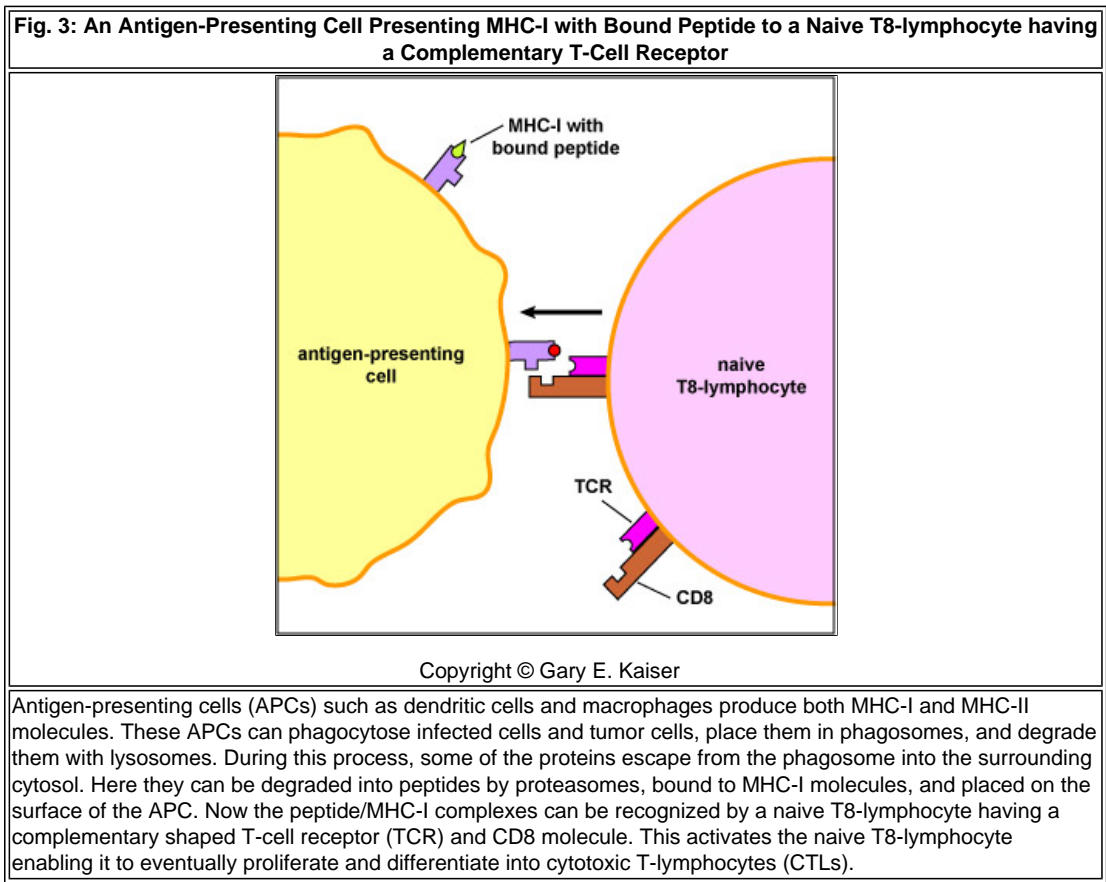 Fig. 3: An Antigen-Presenting Cell Presenting MHC-I with Bound Peptide to a Naive T8-lymphocyte having
a Complementary T-Cell Receptor
MHC-I with
bound peptide
antigen-presenting
cell
naive
T8-lymphocyte
TCR
CD8
Copyright © Gary E. Kaiser
Antigen-presenting cells (APCs) such as dendritic cells and macrophages produce both MHC-I and MHC-II
molecules. These APCs can phagocytose infected cells and tumor cells, place them in phagosomes, and degrade
them with lysosomes. During this process, some of the proteins escape from the phagosome into the surrounding
cytosol. Here they can be degraded into peptides by proteasomes, bound to MHC-I molecules, and placed on the
surface of the APC. Now the peptide/MHC-I complexes can be recognized by a naive T8-lymphocyte having a
complementary shaped T-cell receptor (TCR) and CD8 molecule. This activates the naive T8-lymphocyte
enabling it to eventually proliferate and differentiate into cytotoxic T-lymphocytes (CTLs).